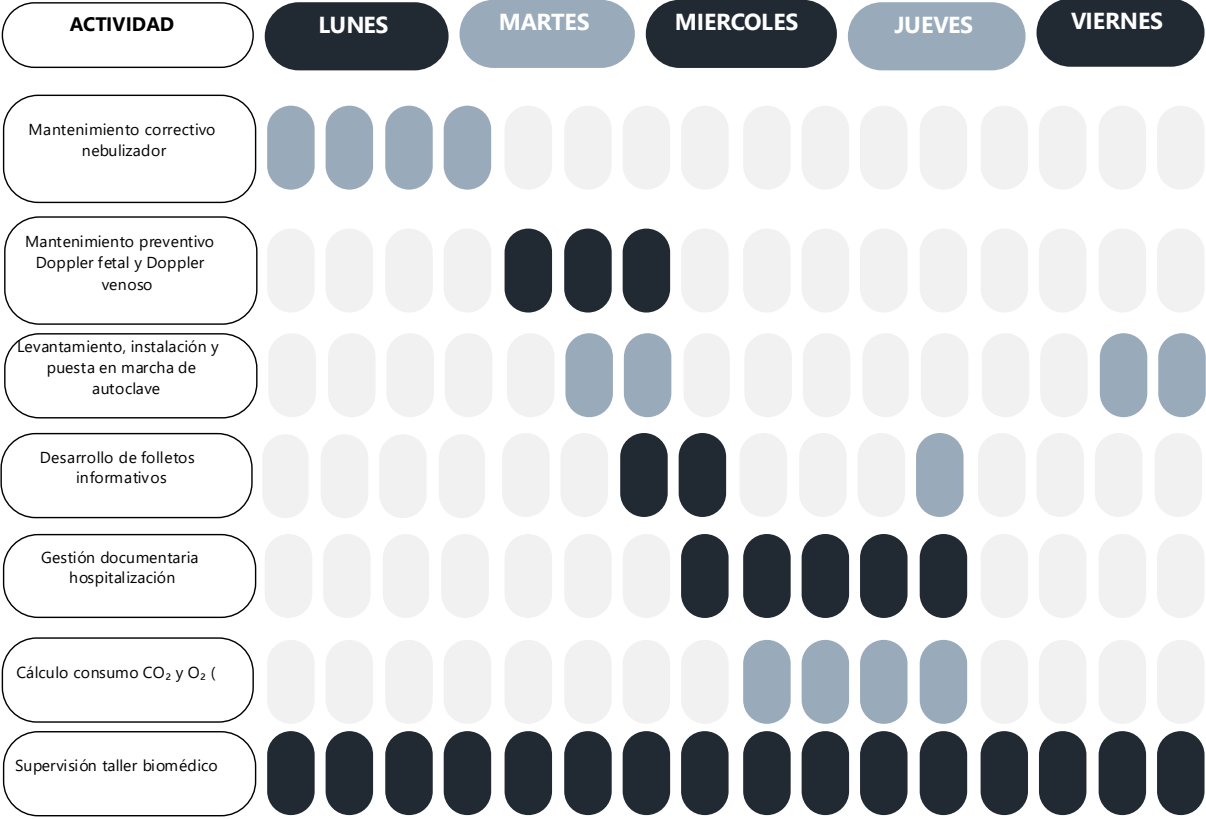 ACTIVIDAD
LUNES
MARTES
MIERCOLES
JUEVES
VIERNES
Mantenimiento correctivo
nebulizador
Mantenimiento preventivo
Doppler fetal y Doppler
venoso
Levantamiento, instalación y
puesta en marcha de
autoclave
Desarrollo de folletos
informativos
Gestión documentaria
hospitalización
Cálculo consumo CO₂ y O₂ (
Supervisión taller biomédico